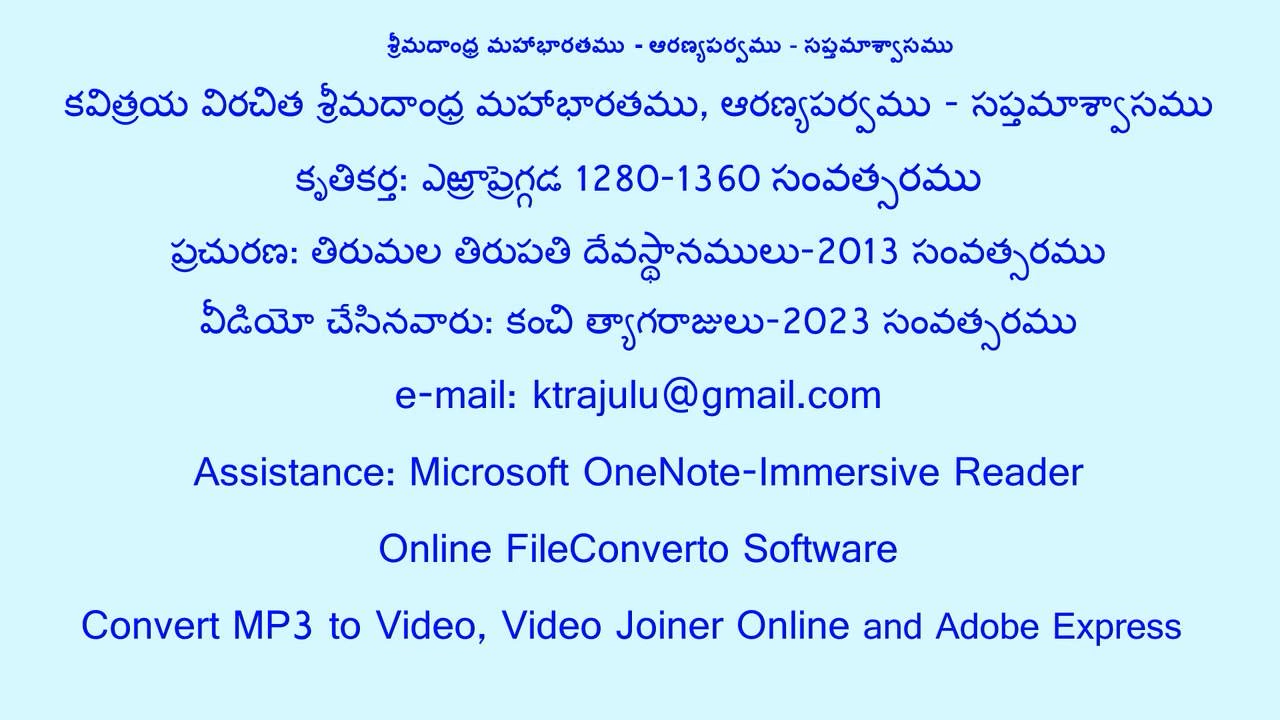 శ్రీమదాంధ్ర మహాభారతము - ఆరణ్యపర్వము - సప్తమాశ్వాసము
కవిత్రయ విరచిత శ్రీమదాంధ్ర మహాభారతము, ఆరణ్యపర్వము - సప్తమాశ్వాసము
కృతికర్త: ఎఱ్ఱాప్రెగ్గడ 1280-1360 సంవత్సరము
ప్రచురణ: తిరుమల తిరుపతి దేవస్థానములు-2013 సంవత్సరము
వీడియో చేసినవారు: కంచి త్యాగరాజులు-2023 సంవత్సరము
e-mail: ktrajulu@gmail.com
Assistance: Microsoft OneNote-Immersive Reader
Online FileConverto Software
Convert MP3 to Video, Video Joiner Online and Adobe Express